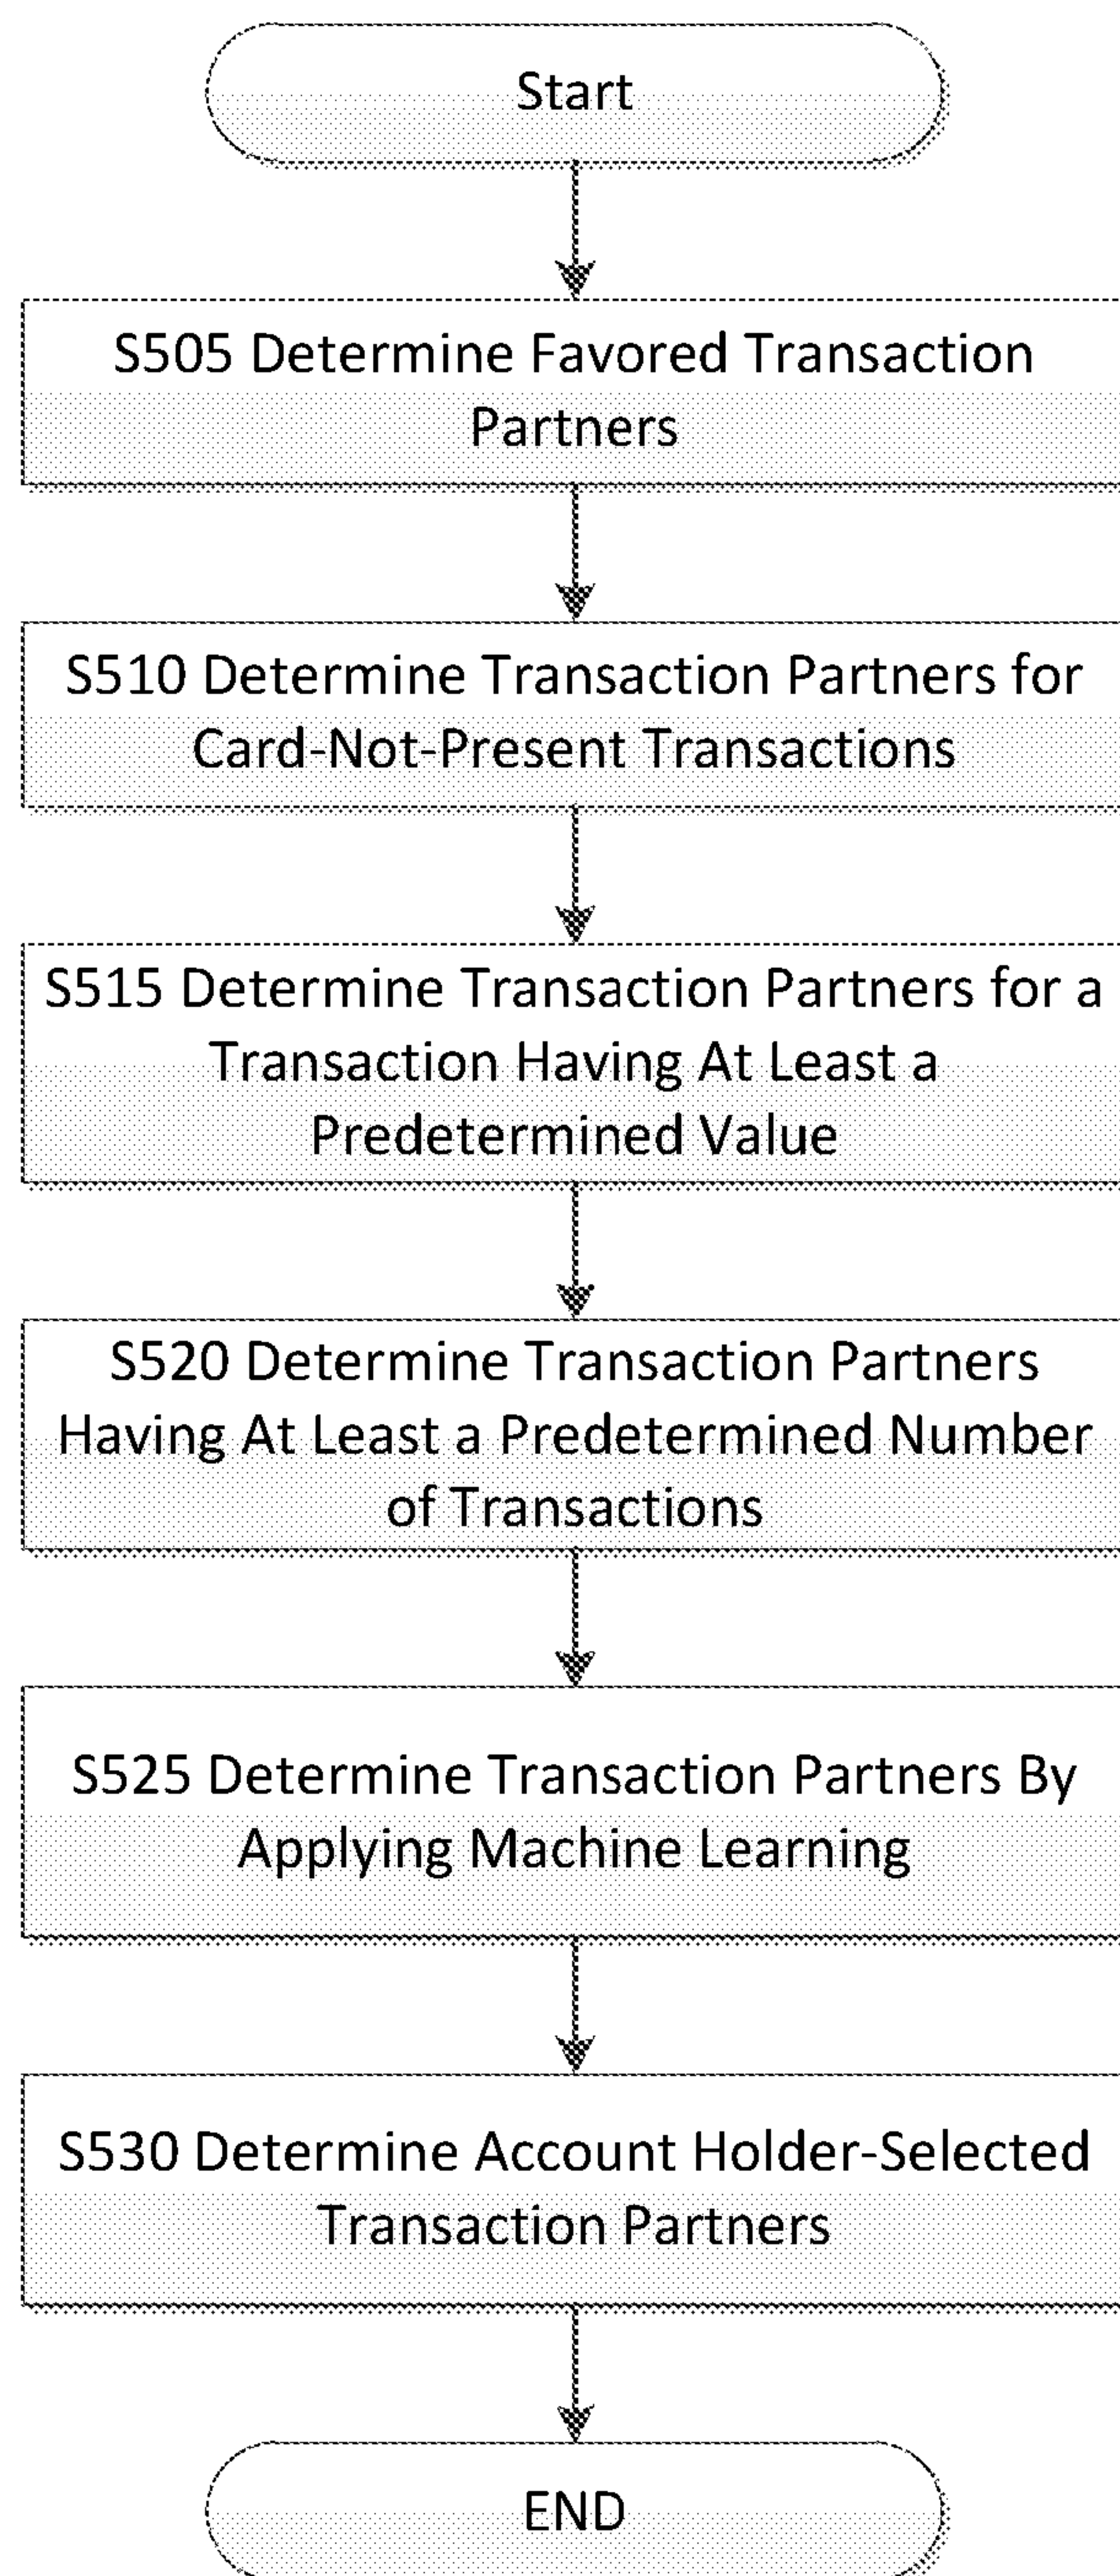 Start
S505 Determine Favored Transaction
Partners
S510 Determine Transaction Partners for
Card-Not-Present Transactions
S515 Determine Transaction Partners for a
Transaction Having At Least a
Predetermined Value
S520 Determine Transaction Partners
Having At Least a Predetermined Number
of Transactions
S525 Determine Transaction Partners By
Applying Machine Learning
S530 Determine Account Holder-Selected
Transaction Partners
END